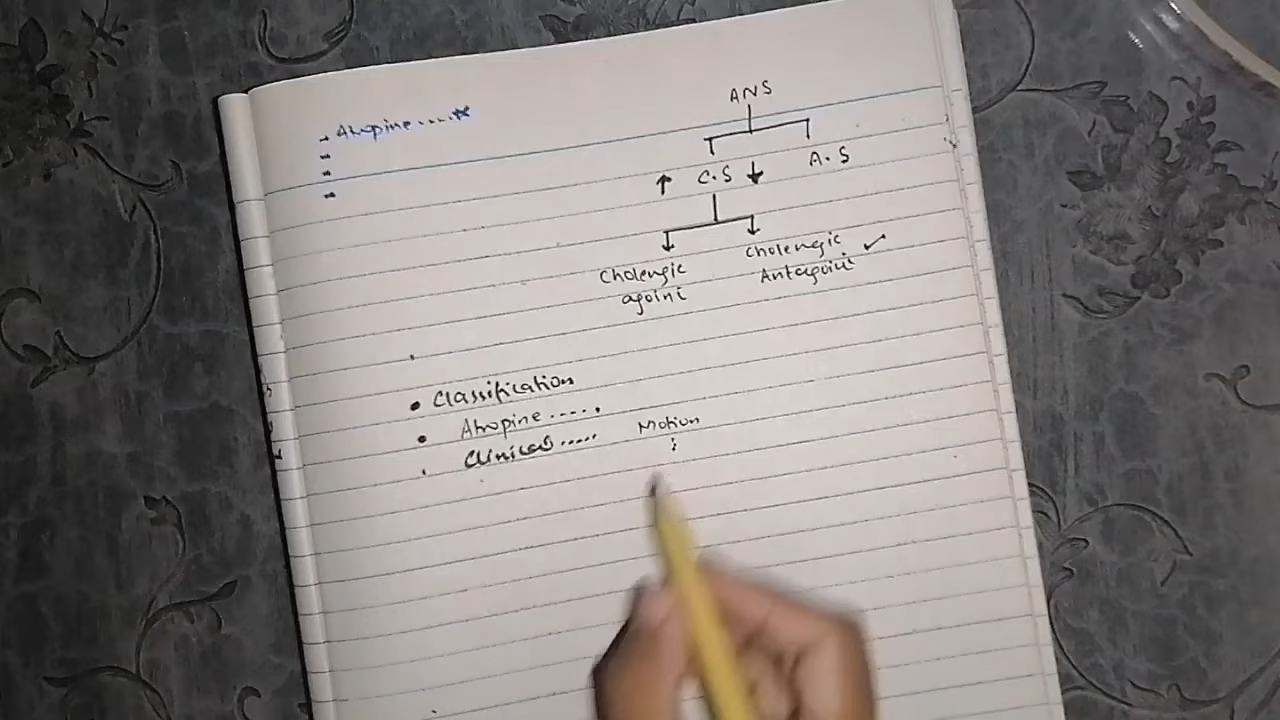 Atropine....
ANS
C.S
A.S
Cholengic
agoini
Cholengic
Antagoini
Classification
Atropine.....
Clinical.....
Motion